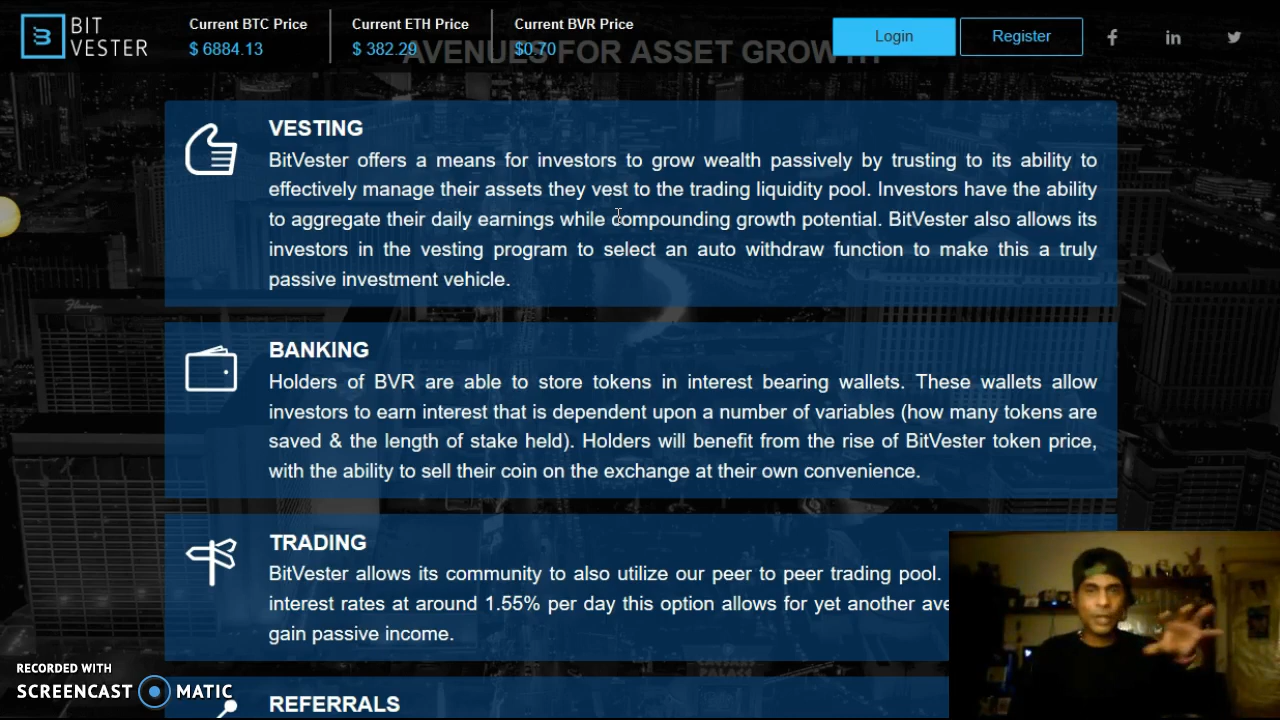 BIT
VESTER
Current BTC Price
$ 6884.13
Current ETH Price
$ 382.29
Current BVR Price
$0.70
Login
Register
AVENUES FOR ASSET GROWTH
VESTING
BitVester offers a means for investors to grow wealth passively by trusting to its ability to
effectively manage their assets they vest to the trading liquidity pool. Investors have the ability
to aggregate their daily earnings while compounding growth potential. BitVester also allows its
investors in the vesting program to select an auto withdraw function to make this a truly
passive investment vehicle.
BANKING
Holders of BVR are able to store tokens in interest bearing wallets. These wallets allow
investors to earn interest that is dependent upon a number of variables (how many tokens are
saved & the length of stake held). Holders will benefit from the rise of BitVester token price,
with the ability to sell their coin on the exchange at their own convenience.
TRADING
BitVester allows its community to also utilize our peer to peer trading pool.
interest rates at around 1.55% per day this option allows for yet another ave
gain passive income.
REFERRALS
RECORDED WITH
SCREENCAST MATIC
Flamingo
CAESARS
PALACE